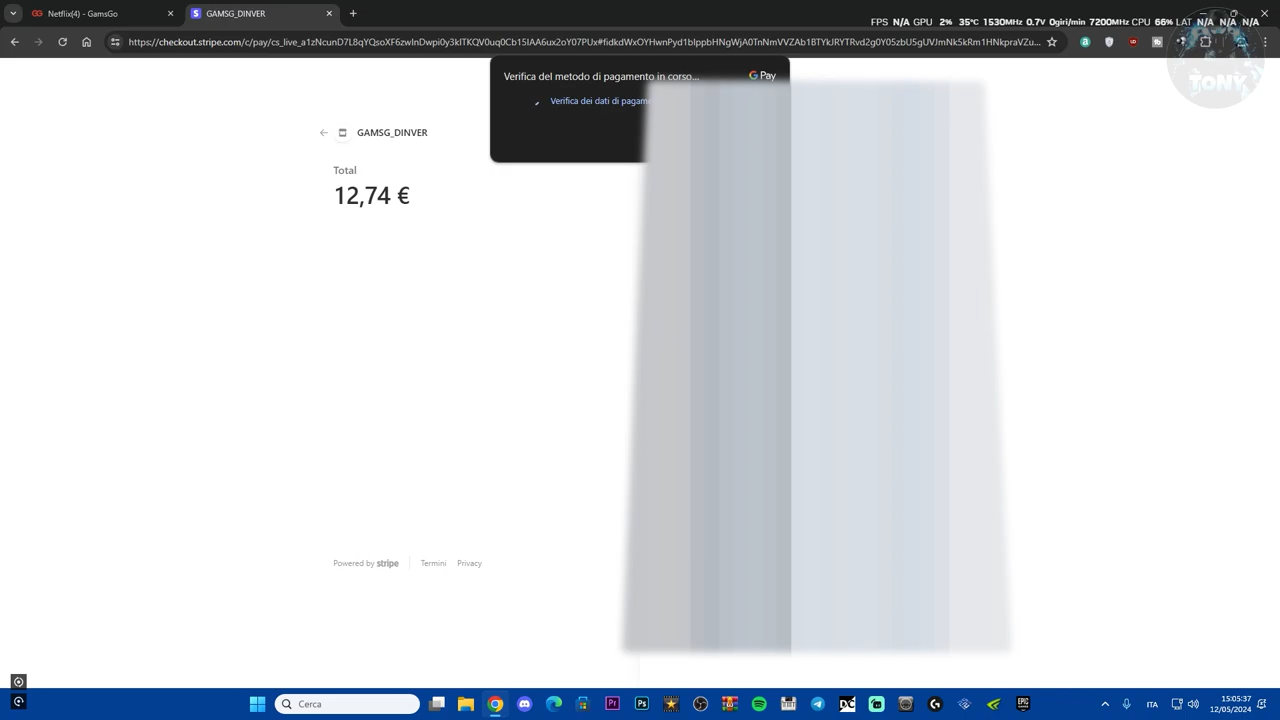 Netflix(4) - GamsGo
GAMSG_DINVER
FPS N/A GPU 2% 35°C 1530MHz 0.7V 0giri/min 7200MHz CPU 66% LAT N/A N/A N/A
TONY
Verifica del metodo di pagamento in corso...
G Pay
Verifica dei dati di pagame
GAMSG_DINVER
Total
12,74 €
Powered by stripe
Termini
Privacy
Cerca
ITA
15:05:37
12/05/2024